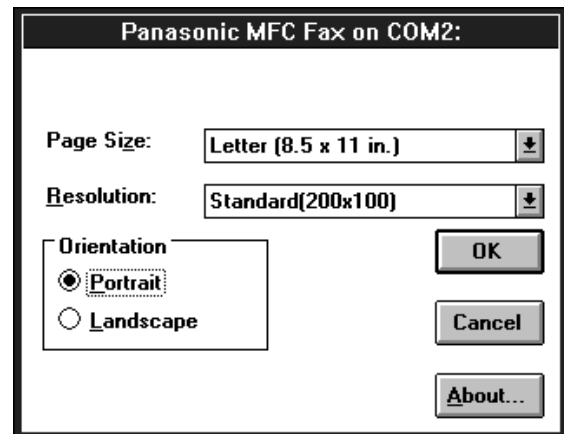 Panasonic MFC Fax on COM2:
Page Size: Letter (8.5 x 11 in.)
Resolution: Standard(200x100)
Orientation
Portrait
Landscape
OK
Cancel
About...